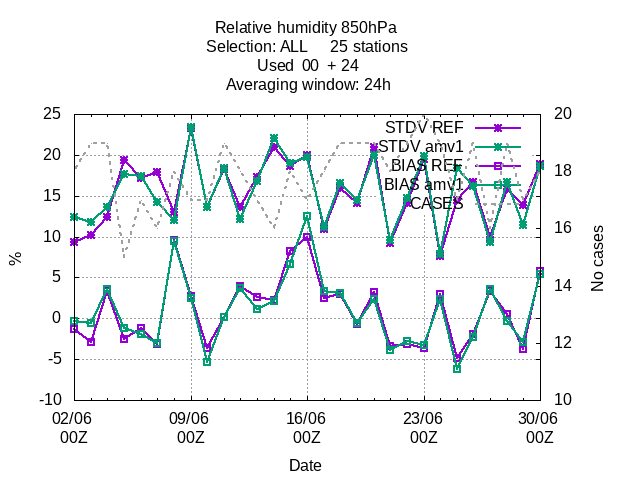 Relative humidity 850hPa
Selection: ALL 25 stations
Used 00 + 24
Averaging window: 24h
25
20
15
10
5
0
-5
-10
%
20
18
16
14
12
10
No cases
STDV REF
STDV amv1
BIAS REF
BIAS amv1
CASES
02/06 09/06 16/06 23/06 30/06
00Z 00Z 00Z 00Z 00Z
Date